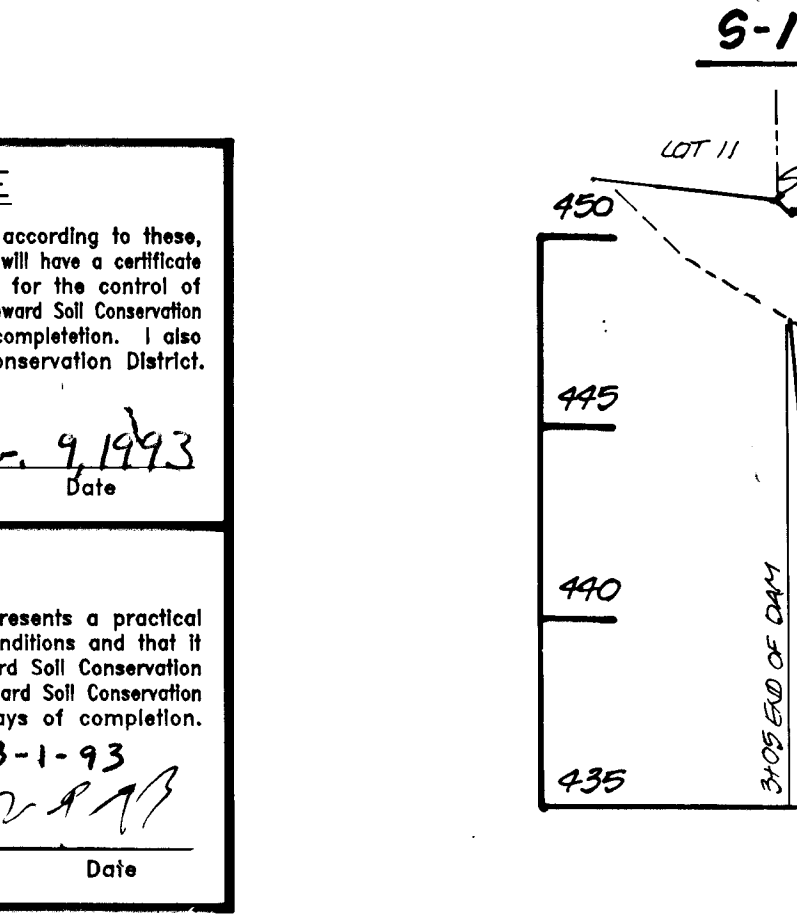 E
according to these,
will have a certificate
for the control of
ward Soil Conservation
completetion. I also
onservation District.
9, 1993
Date
resents a practical
nditions and that it
rd Soil Conservation
ard Soil Conservation
ays of completion.
3-1-93
Date
S-1
LOT 11
450
445
440
435
3+05 END OF DAM